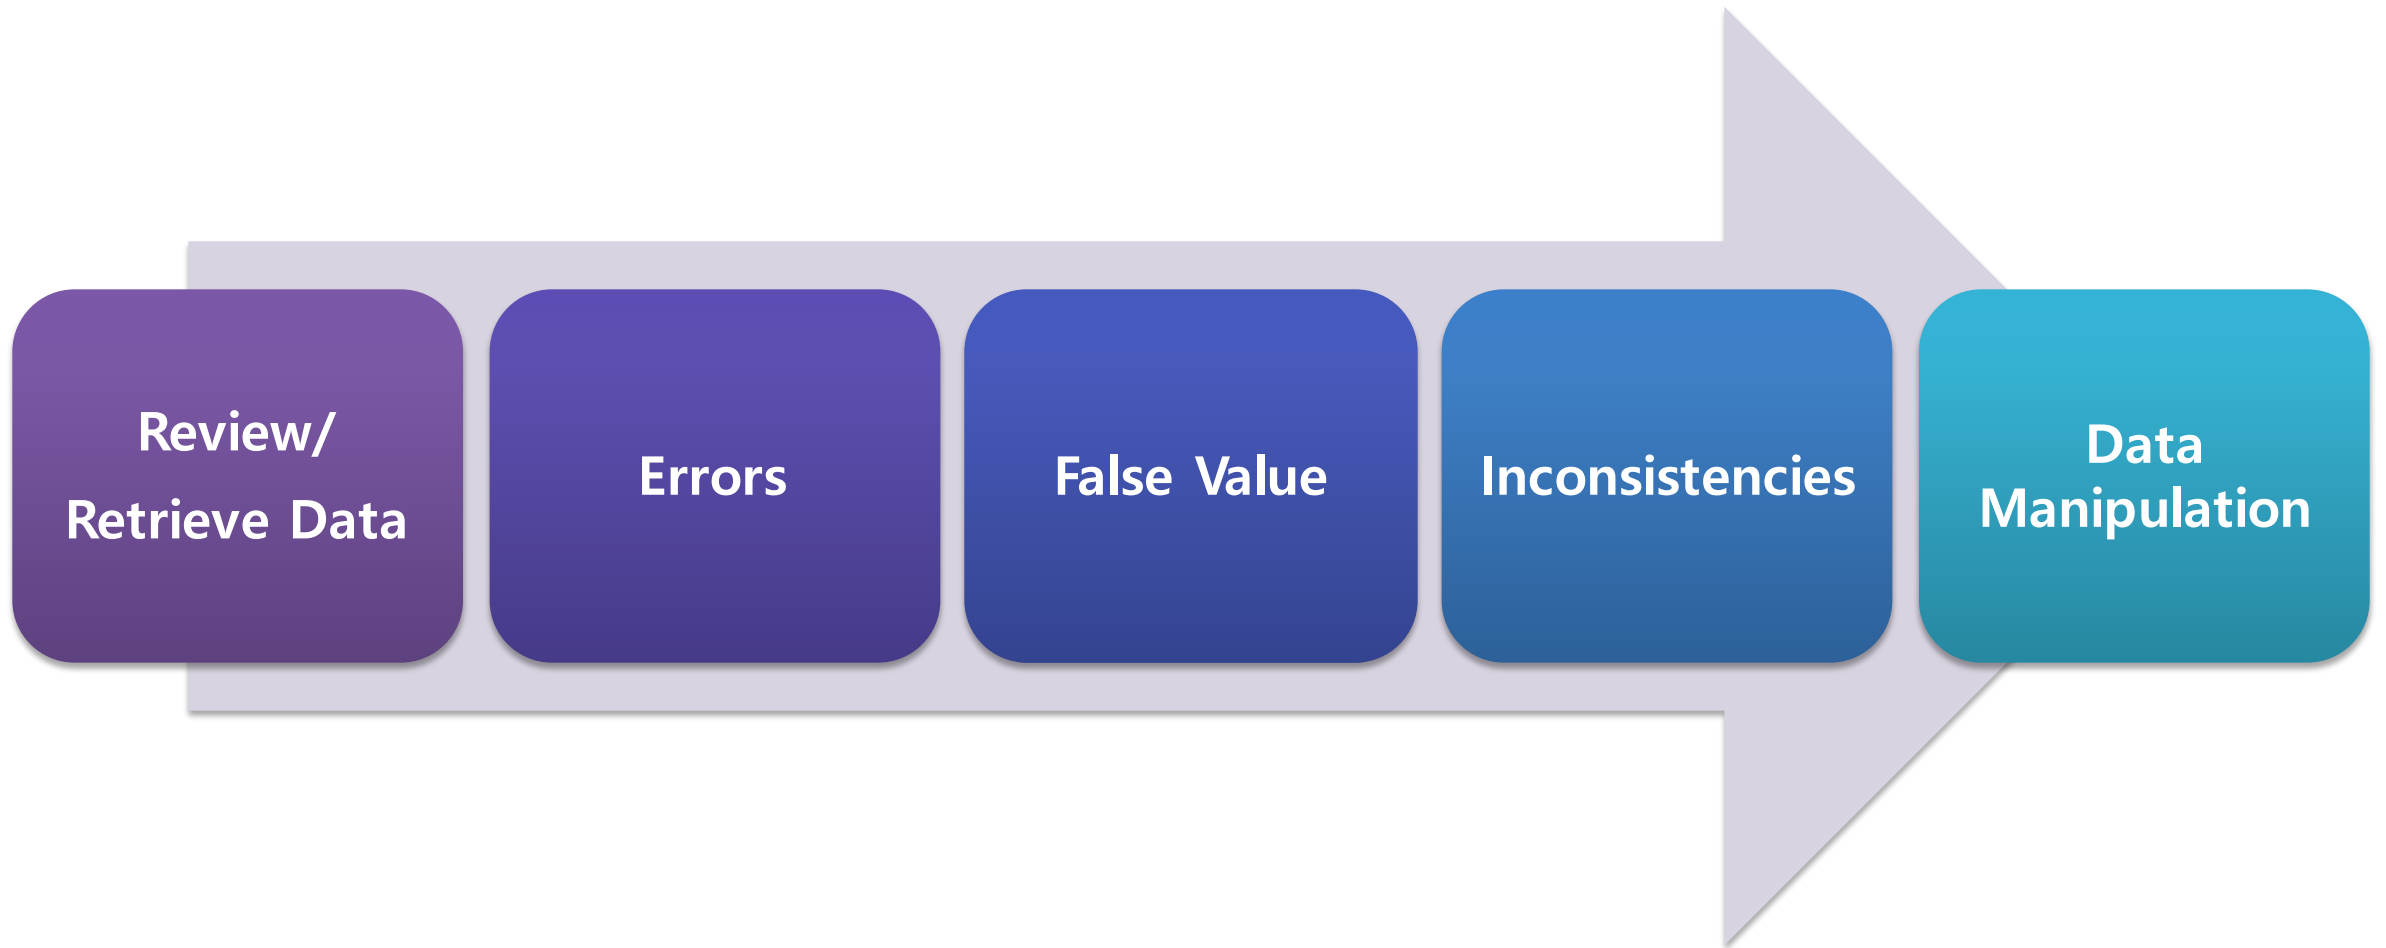 Review/
Retrieve Data
Errors
False Value
Inconsistencies
Data
Manipulation